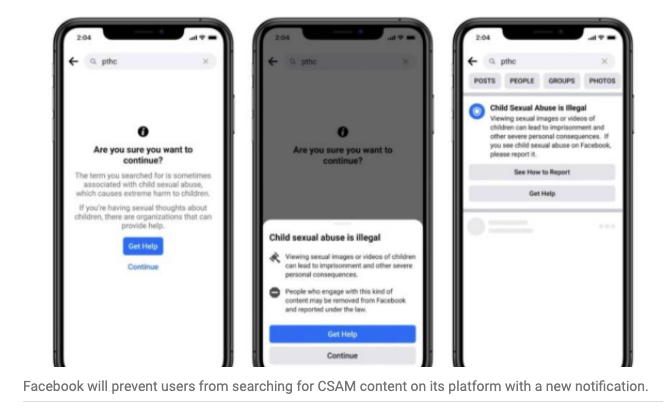 2:04
pthc
Are you sure you want to
continue?
The term you searched for is sometimes
associated with child sexual abuse,
which causes extreme harm to children.
If you're having sexual thoughts about
children, there are organizations that can
provide help.
Get Help
Continue
2:04
pthc
Are you sure you want to
continue?
Child sexual abuse is illegal
Viewing sexual images or videos of children
can lead to imprisonment and other severe
personal consequences.
People who engage with this kind of
content may be removed from Facebook
and reported under the law.
Get Help
Continue
2:04
pthc
POSTS PEOPLE GROUPS PHOTOS
Child Sexual Abuse is Illegal
Viewing sexual images or videos of
children can lead to imprisonment and
other severe personal consequences. If
you see child sexual abuse on Facebook,
please report it.
See How to Report
Get Help
Facebook will prevent users from searching for CSAM content on its platform with a new notification.